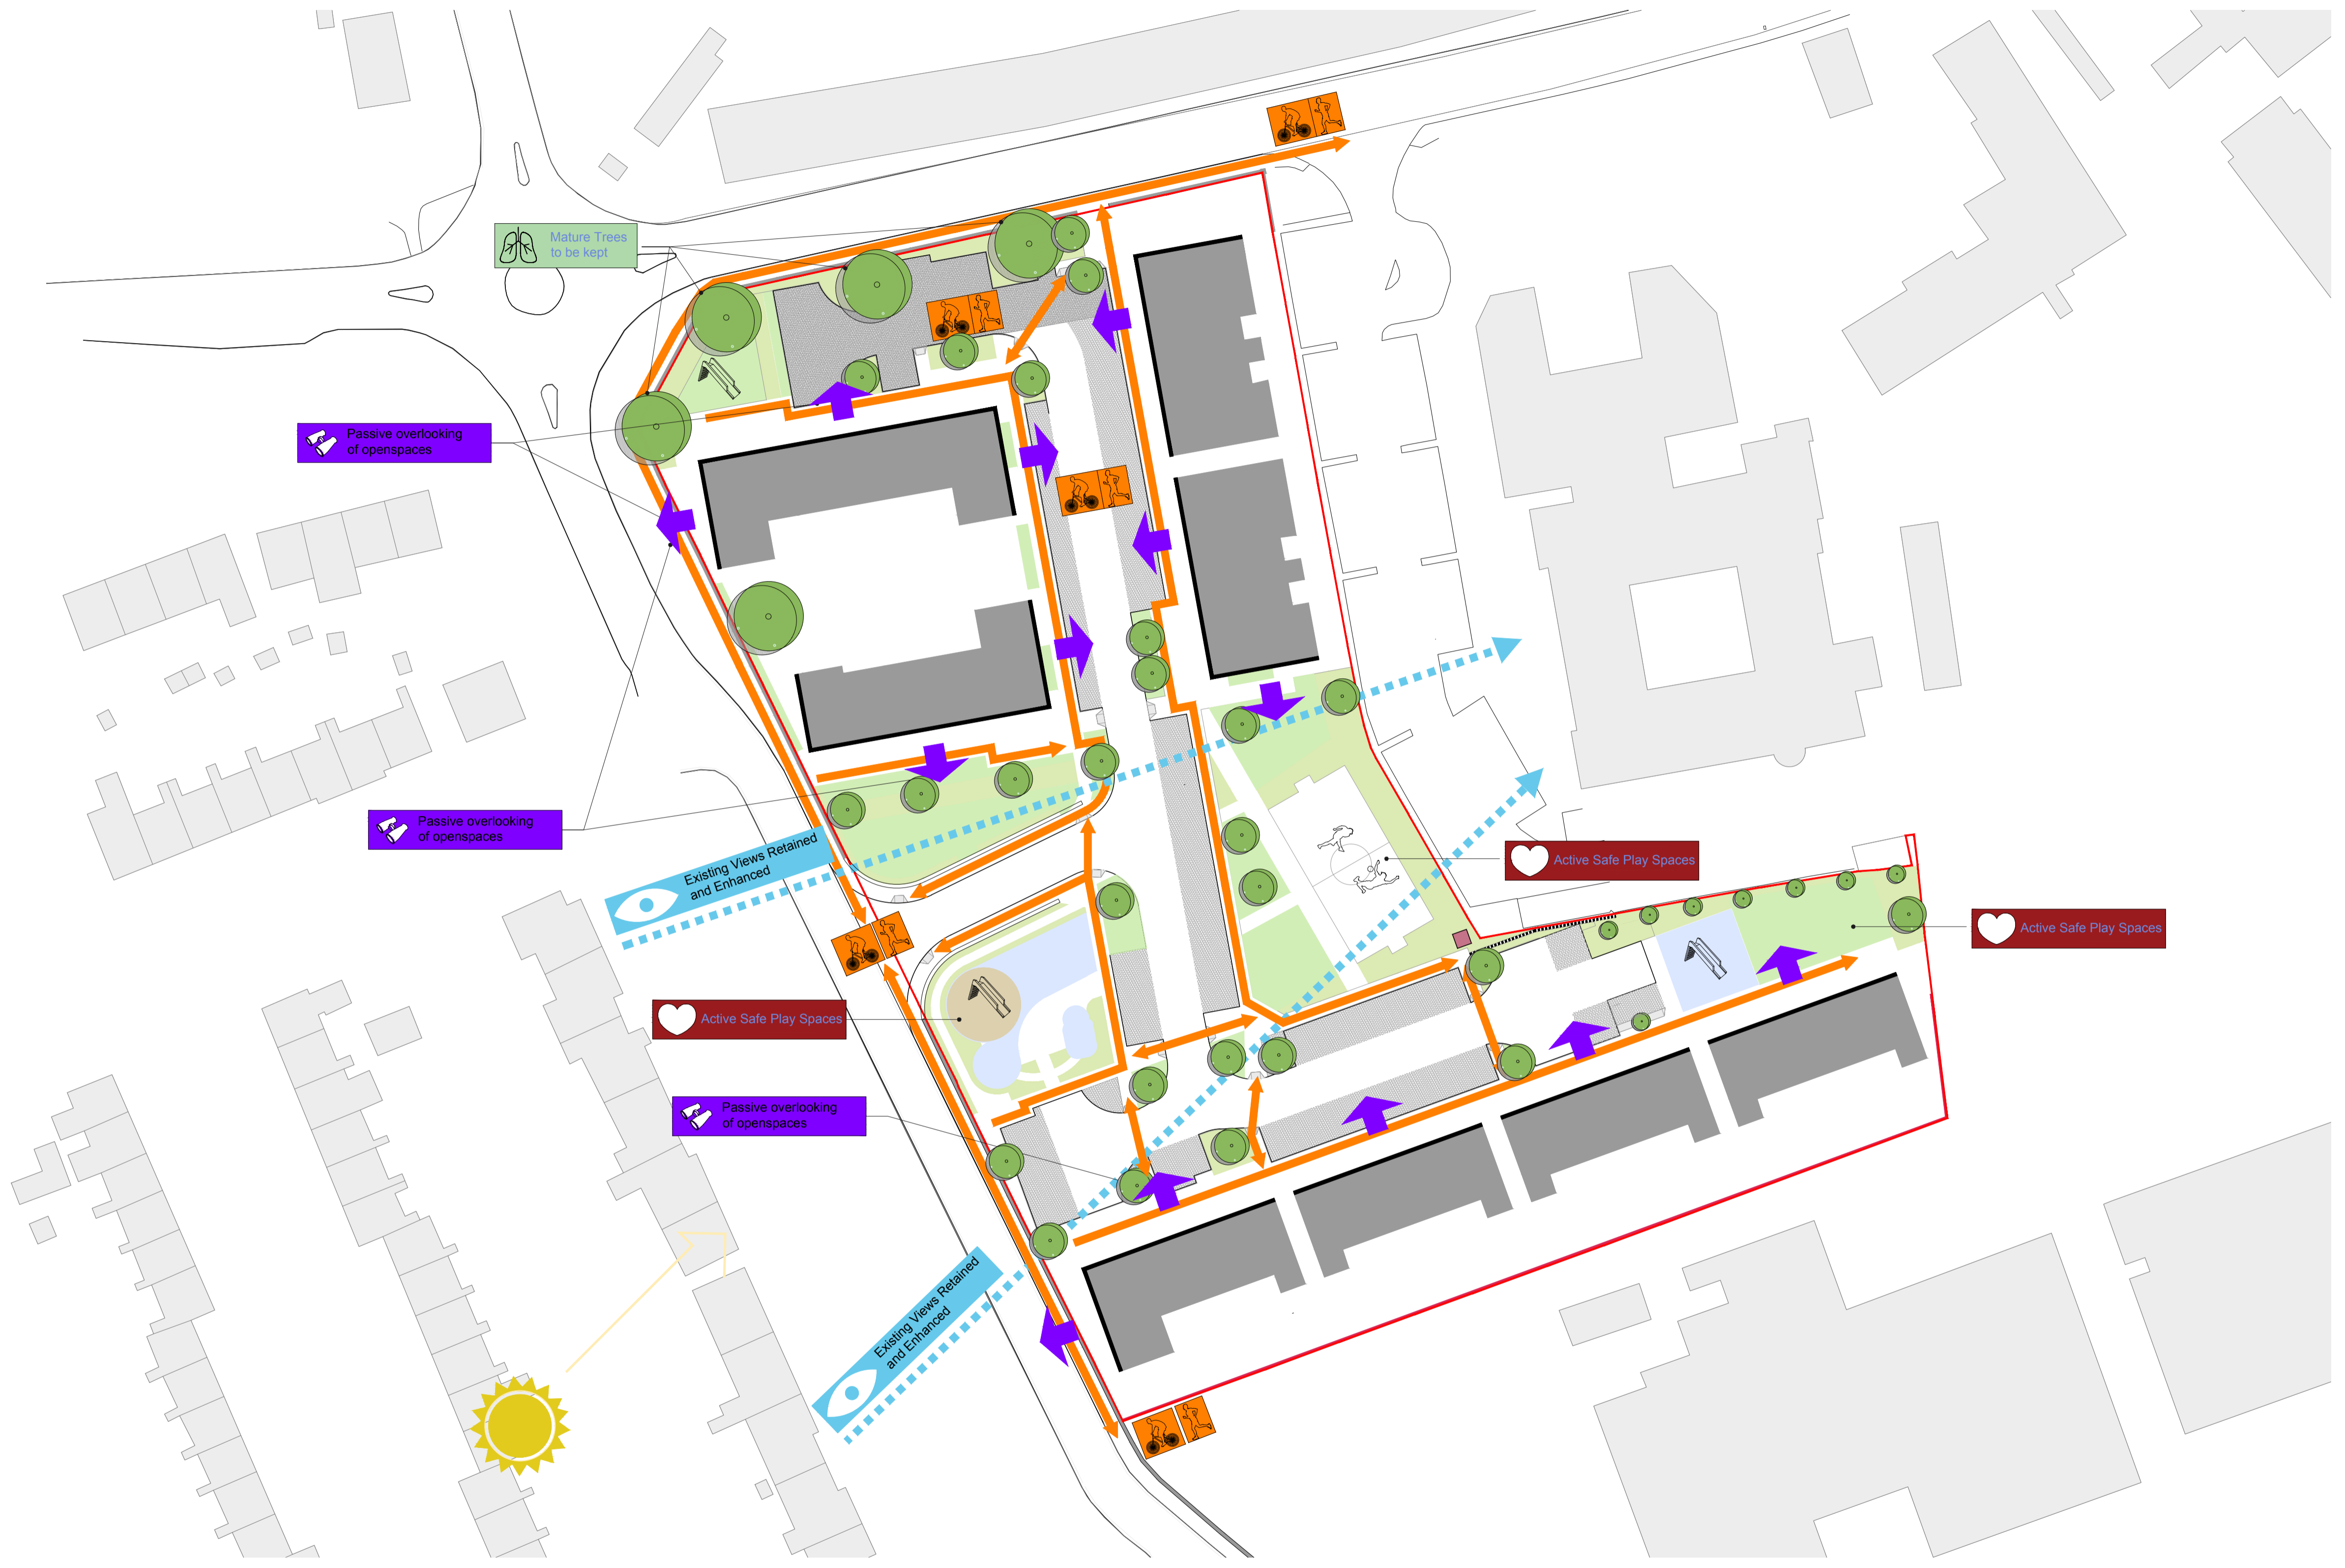 Mature Trees
to be kept
Passive overlooking
of openspaces
Passive overlooking
of openspaces
Existing Views Retained
and Enhanced
Active Safe Play Spaces
Active Safe Play Spaces
Active Safe Play Spaces
Passive overlooking
of openspaces
Existing Views Retained
and Enhanced